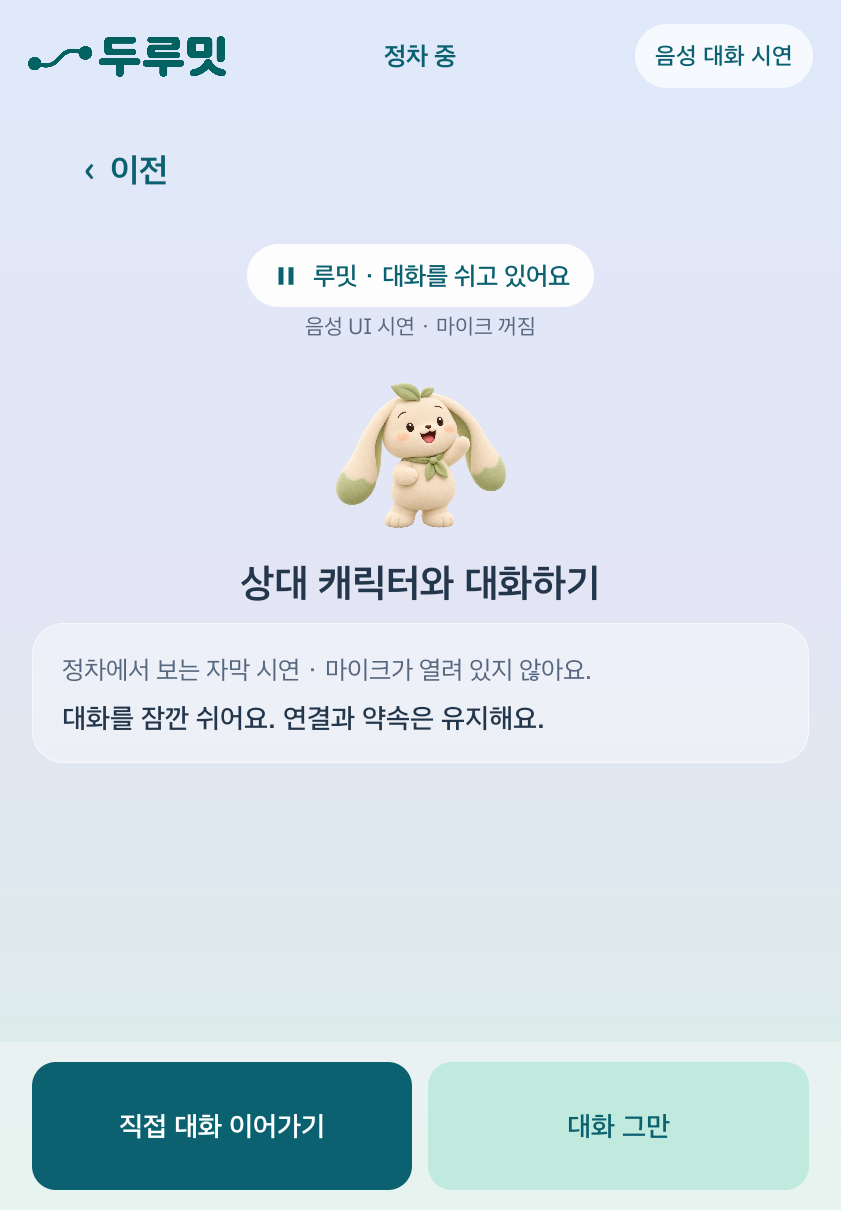 두루밋
정차 중
음성 대화 시연
‹ 이전
루밋 · 대화를 쉬고 있어요
음성 UI 시연 · 마이크 꺼짐
상대 캐릭터와 대화하기
정차에서 보는 자막 시연 · 마이크가 열려 있지 않아요.
대화를 잠깐 쉬어요. 연결과 약속은 유지해요.
직접 대화 이어가기
대화 그만